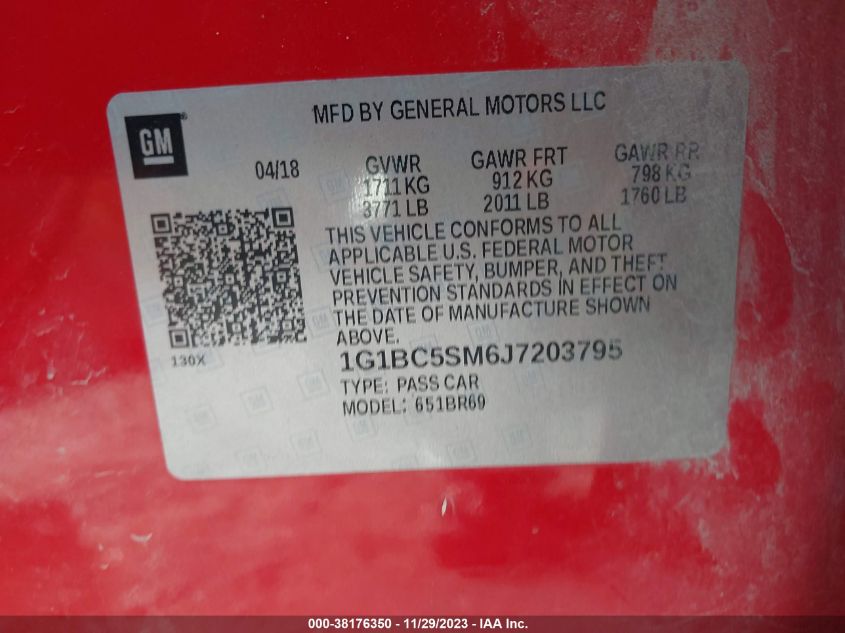 MFD BY GENERAL MOTORS LLC
GM
04/18
GVWR
1711 KG
3771 LB
GAWR FRT
912 KG
2011 LB
GAWR RR
798 KG
1760 LB
THIS VEHICLE CONFORMS TO ALL
APPLICABLE U.S. FEDERAL MOTOR
VEHICLE SAFETY, BUMPER, AND THEFT
PREVENTION STANDARDS IN EFFECT ON
THE DATE OF MANUFACTURE SHOWN
ABOVE.
130X
1G1BC5SM6J7203795
TYPE: PASS CAR
MODEL: 651BR69
000-38176350 - 11/29/2023 - IAA Inc.